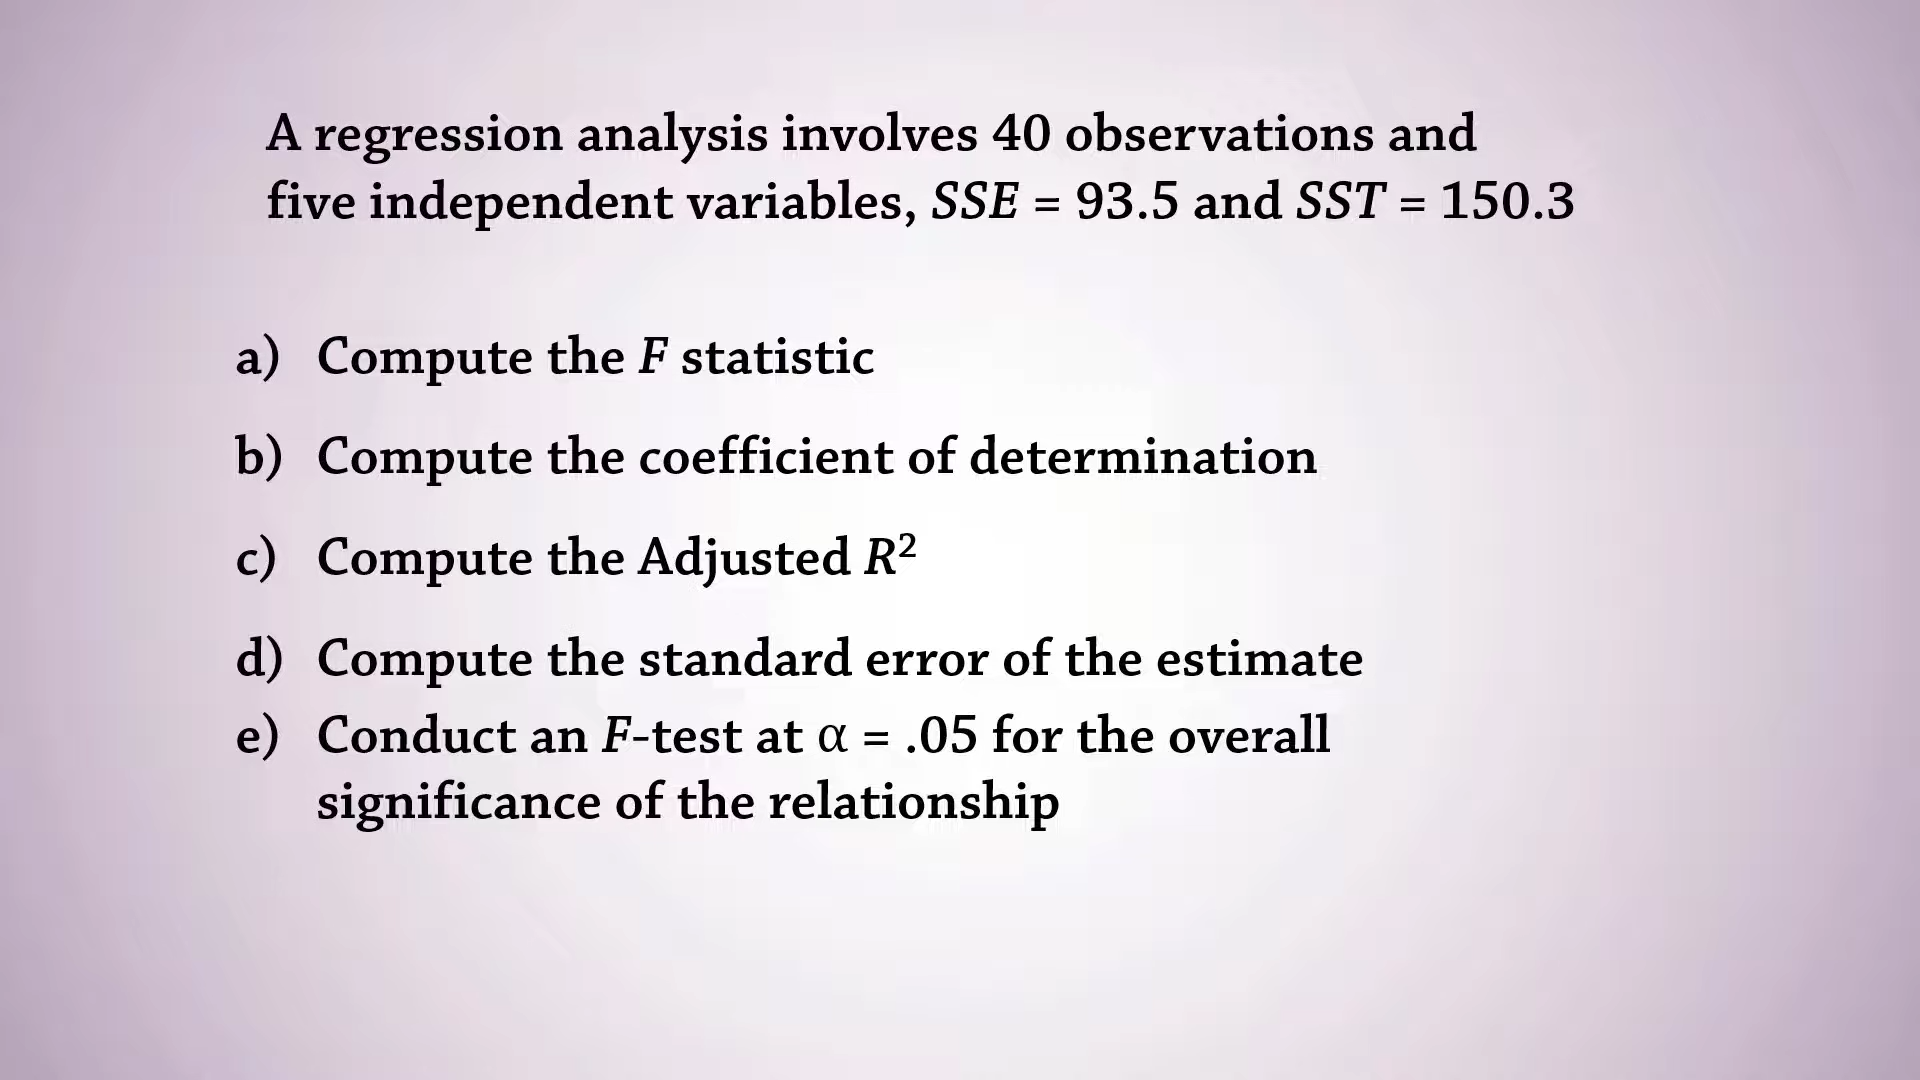 A regression analysis involves 40 observations and
five independent variables, SSE = 93.5 and SST = 150.3
a) Compute the F statistic
b) Compute the coefficient of determination
c) Compute the Adjusted R²
d) Compute the standard error of the estimate
e) Conduct an F-test at α = .05 for the overall
significance of the relationship